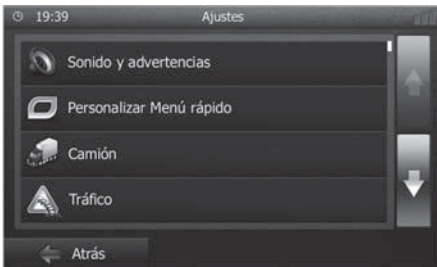 19:39 Ajustes
Sonido y advertencias
Personalizar Menú rápido
Camión
Tráfico
Atrás